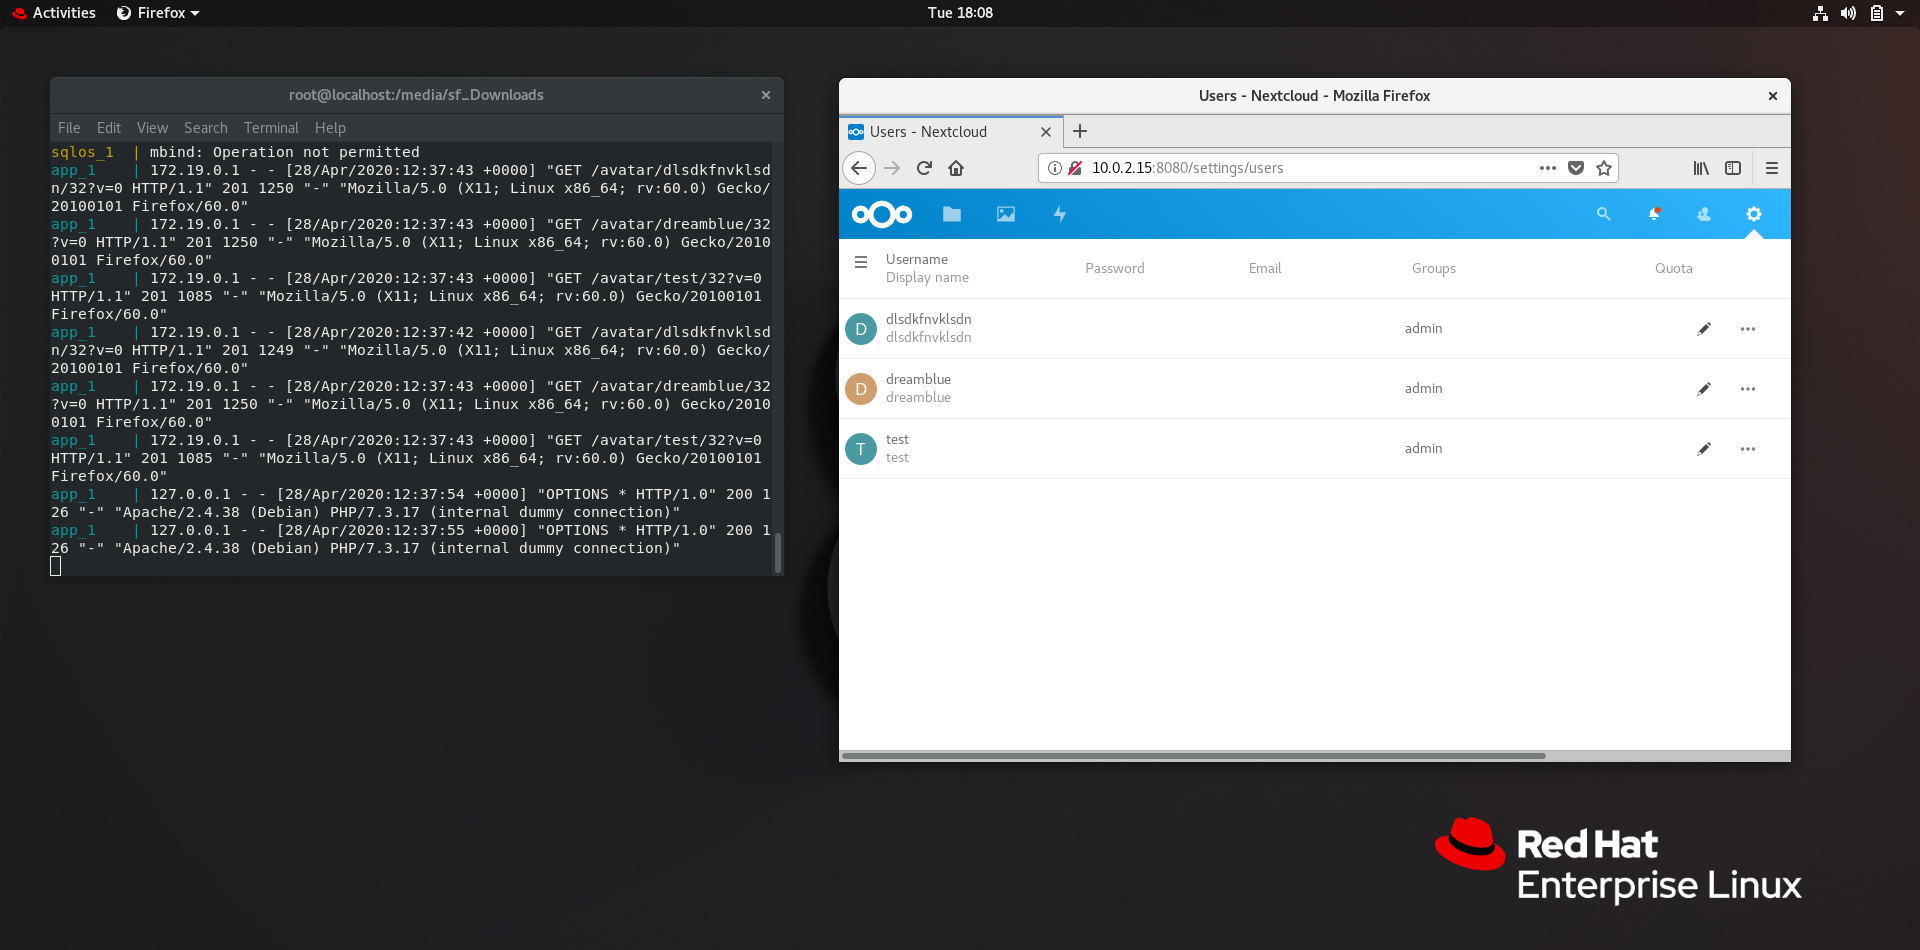 Activities Firefox Tue 18:08
root@localhost:/media/sf_Downloads
File Edit View Search Terminal Help
sqlos_1 | mbind: Operation not permitted
app_1 | 172.19.0.1 - - [28/Apr/2020:12:37:43 +0000] "GET /avatar/dlsdkfnvklsd
n/32?v=0 HTTP/1.1" 201 1250 "-" "Mozilla/5.0 (X11; Linux x86_64; rv:60.0) Gecko/
20100101 Firefox/60.0"
app_1 | 172.19.0.1 - - [28/Apr/2020:12:37:43 +0000] "GET /avatar/dreamblue/32
?v=0 HTTP/1.1" 201 1250 "-" "Mozilla/5.0 (X11; Linux x86_64; rv:60.0) Gecko/2010
0101 Firefox/60.0"
app_1 | 172.19.0.1 - - [28/Apr/2020:12:37:43 +0000] "GET /avatar/test/32?v=0
HTTP/1.1" 201 1085 "-" "Mozilla/5.0 (X11; Linux x86_64; rv:60.0) Gecko/20100101
Firefox/60.0"
app_1 | 172.19.0.1 - - [28/Apr/2020:12:37:42 +0000] "GET /avatar/dlsdkfnvklsd
n/32?v=0 HTTP/1.1" 201 1249 "-" "Mozilla/5.0 (X11; Linux x86_64; rv:60.0) Gecko/
20100101 Firefox/60.0"
app_1 | 172.19.0.1 - - [28/Apr/2020:12:37:43 +0000] "GET /avatar/dreamblue/32
?v=0 HTTP/1.1" 201 1250 "-" "Mozilla/5.0 (X11; Linux x86_64; rv:60.0) Gecko/2010
0101 Firefox/60.0"
app_1 | 172.19.0.1 - - [28/Apr/2020:12:37:43 +0000] "GET /avatar/test/32?v=0
HTTP/1.1" 201 1085 "-" "Mozilla/5.0 (X11; Linux x86_64; rv:60.0) Gecko/20100101
Firefox/60.0"
app_1 | 127.0.0.1 - - [28/Apr/2020:12:37:54 +0000] "OPTIONS * HTTP/1.0" 200 1
26 "-" "Apache/2.4.38 (Debian) PHP/7.3.17 (internal dummy connection)"
app_1 | 127.0.0.1 - - [28/Apr/2020:12:37:55 +0000] "OPTIONS * HTTP/1.0" 200 1
26 "-" "Apache/2.4.38 (Debian) PHP/7.3.17 (internal dummy connection)"
Users - Nextcloud - Mozilla Firefox
Users - Nextcloud
10.0.2.15:8080/settings/users
Username
Display name
Password Email Groups Quota
D dlsdkfnvklsdn
dlsdkfnvklsdn
admin
D dreamblue
dreamblue
admin
T test
test
admin
Red Hat
Enterprise Linux